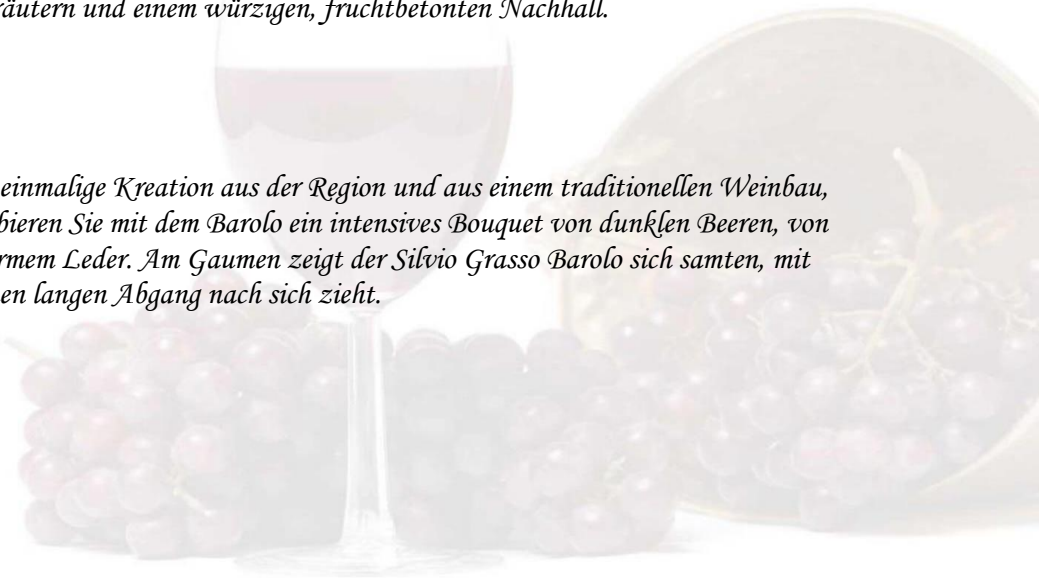 räutern und einem würzigen, fruchtbetonten Nachhall.
einmalige Kreation aus der Region und aus einem traditionellen Weinbau,
bieren Sie mit dem Barolo ein intensives Bouquet von dunklen Beeren, von
rmem Leder. Am Gaumen zeigt der Silvio Grasso Barolo sich samten, mit
en langen Abgang nach sich zieht.